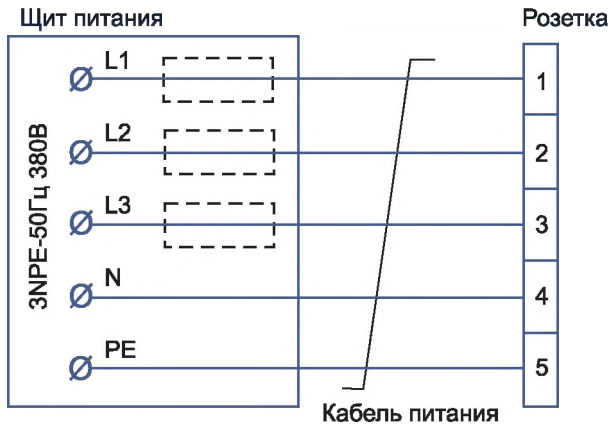 Щит питания
Розетка
3NPE-50Гц 380В
L1
1
L2
2
L3
3
N
4
PE
5
Кабель питания